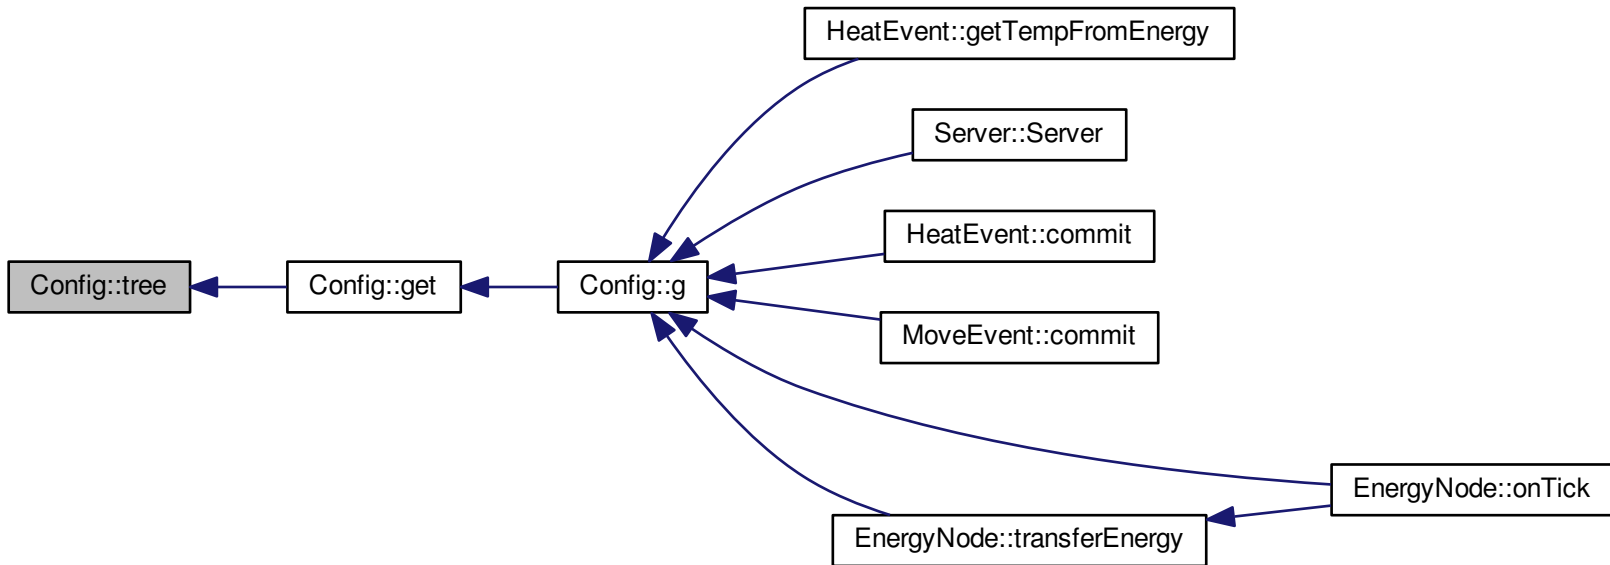 HeatEvent::getTempFromEnergy
Server::Server
HeatEvent::commit
Config::tree
Config::get
Config::g
MoveEvent::commit
EnergyNode::onTick
EnergyNode::transferEnergy